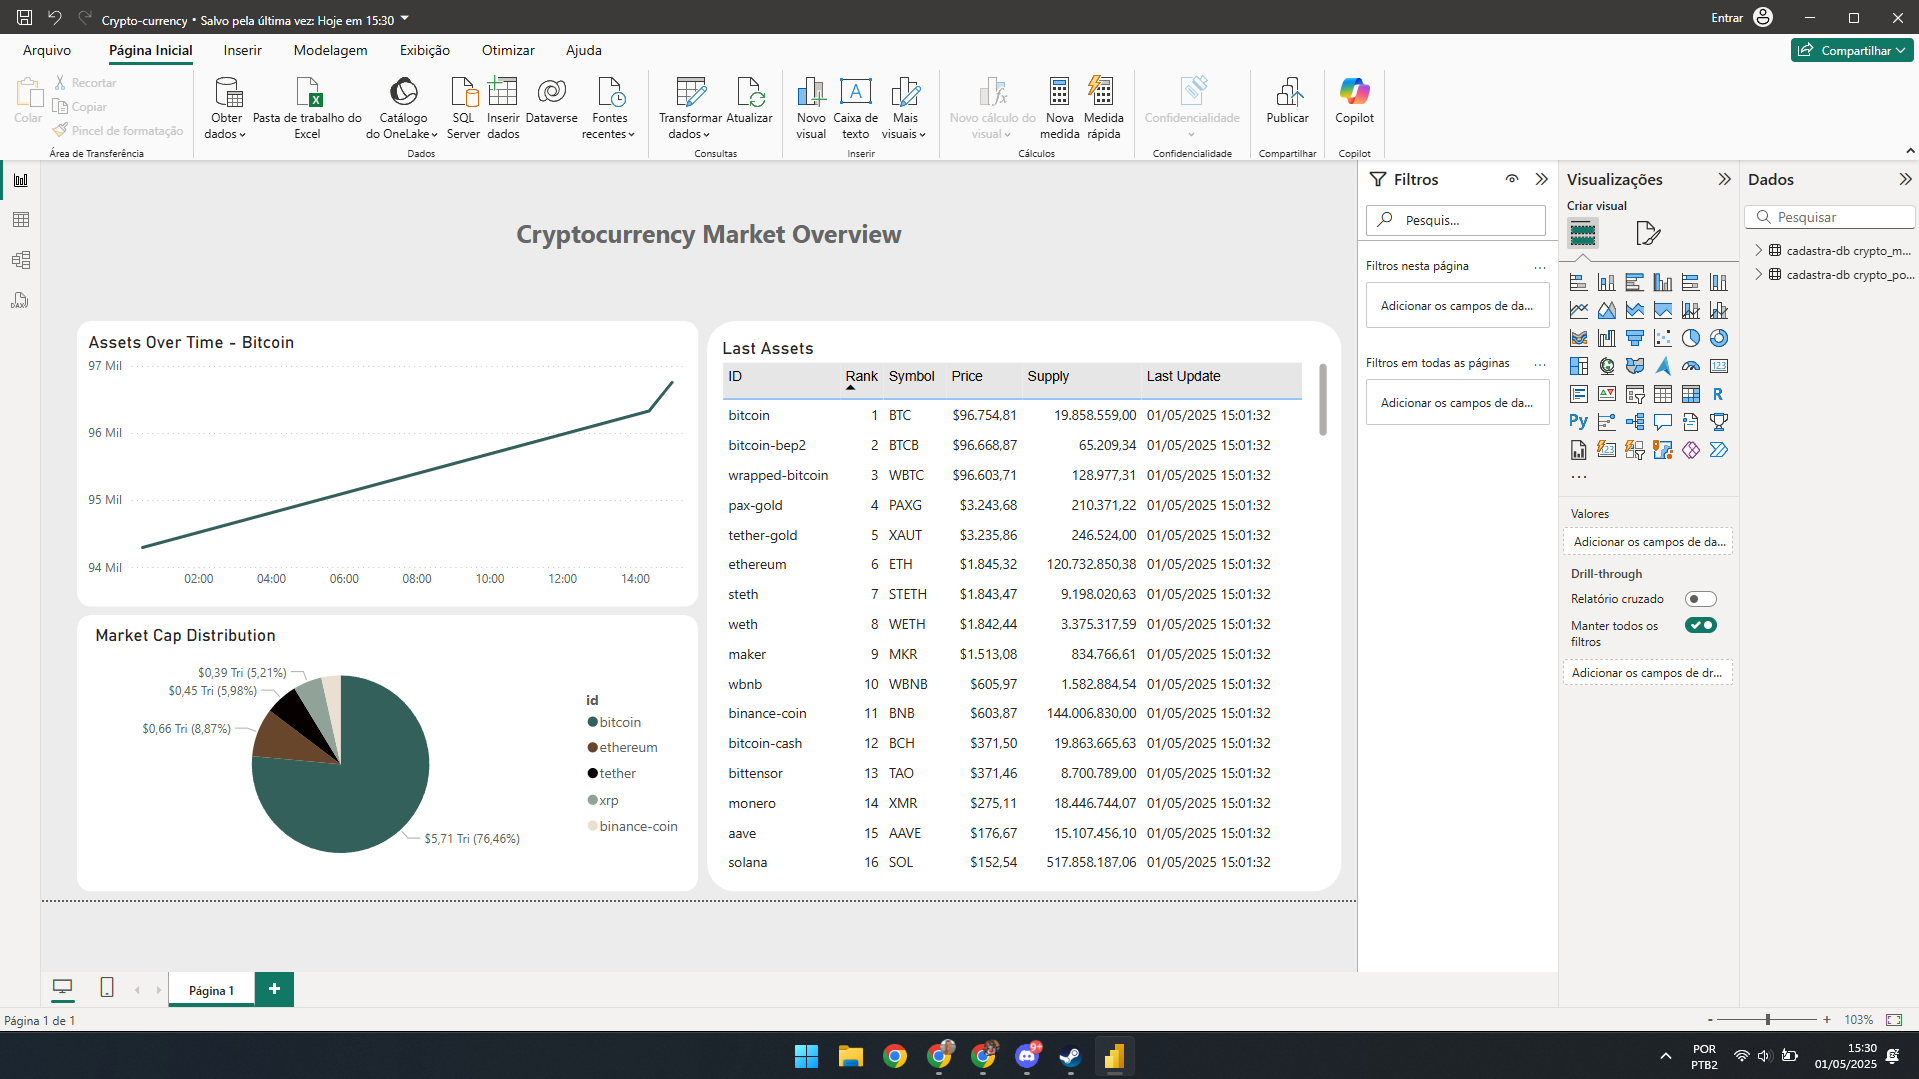 Crypto-currency • Salvo pela última vez: Hoje em 15:30
Entrar
Arquivo Página Inicial Inserir Modelagem Exibição Otimizar Ajuda
Compartilhar
Colar
Recortar
Copiar
Pincel de formatação
Área de Transferência
Obter dados
Pasta de trabalho do Excel
Catálogo do OneLake
SQL Server
Inserir dados
Dataverse
Fontes recentes
Dados
Transformar dados
Atualizar
Consultas
Novo visual
Caixa de texto
Mais visuais
Inserir
Novo cálculo do visual
Nova medida
Medida rápida
Cálculos
Confidencialidade
Confidencialidade
Publicar
Compartilhar
Copilot
Copilot
Cryptocurrency Market Overview
Assets Over Time - Bitcoin
97 Mil
96 Mil
95 Mil
94 Mil
02:00 04:00 06:00 08:00 10:00 12:00 14:00
Market Cap Distribution
$0,39 Tri (5,21%)
$0,45 Tri (5,98%)
$0,66 Tri (8,87%)
$5,71 Tri (76,46%)
id
bitcoin
ethereum
tether
xrp
binance-coin
Last Assets
ID Rank Symbol Price Supply Last Update
bitcoin 1 BTC $96.754,81 19.858.559,00 01/05/2025 15:01:32
bitcoin-bep2 2 BTCB $96.668,87 65.209,34 01/05/2025 15:01:32
wrapped-bitcoin 3 WBTC $96.603,71 128.977,31 01/05/2025 15:01:32
pax-gold 4 PAXG $3.243,68 210.371,22 01/05/2025 15:01:32
tether-gold 5 XAUT $3.235,86 246.524,00 01/05/2025 15:01:32
ethereum 6 ETH $1.845,32 120.732.850,38 01/05/2025 15:01:32
steth 7 STETH $1.843,47 9.198.020,63 01/05/2025 15:01:32
weth 8 WETH $1.842,44 3.375.317,59 01/05/2025 15:01:32
maker 9 MKR $1.513,08 834.766,61 01/05/2025 15:01:32
wbnb 10 WBNB $605,97 1.582.884,54 01/05/2025 15:01:32
binance-coin 11 BNB $603,87 144.006.830,00 01/05/2025 15:01:32
bitcoin-cash 12 BCH $371,50 19.863.665,63 01/05/2025 15:01:32
bittensor 13 TAO $371,46 8.700.789,00 01/05/2025 15:01:32
monero 14 XMR $275,11 18.446.744,07 01/05/2025 15:01:32
aave 15 AAVE $176,67 15.107.456,10 01/05/2025 15:01:32
solana 16 SOL $152,54 517.858.187,06 01/05/2025 15:01:32
Filtros
Pesquis...
Filtros nesta página ...
Adicionar os campos de da...
Filtros em todas as páginas ...
Adicionar os campos de da...
Visualizações
Criar visual
123
R
Py
...
Valores
Adicionar os campos de da...
Drill-through
Relatório cruzado
Manter todos os filtros
Adicionar os campos de dr...
Dados
Pesquisar
cadastra-db crypto_m...
cadastra-db crypto_po...
DAX
Página 1
+
Página 1 de 1
- + 103%
9+
POR
PTB2
15:30
01/05/2025